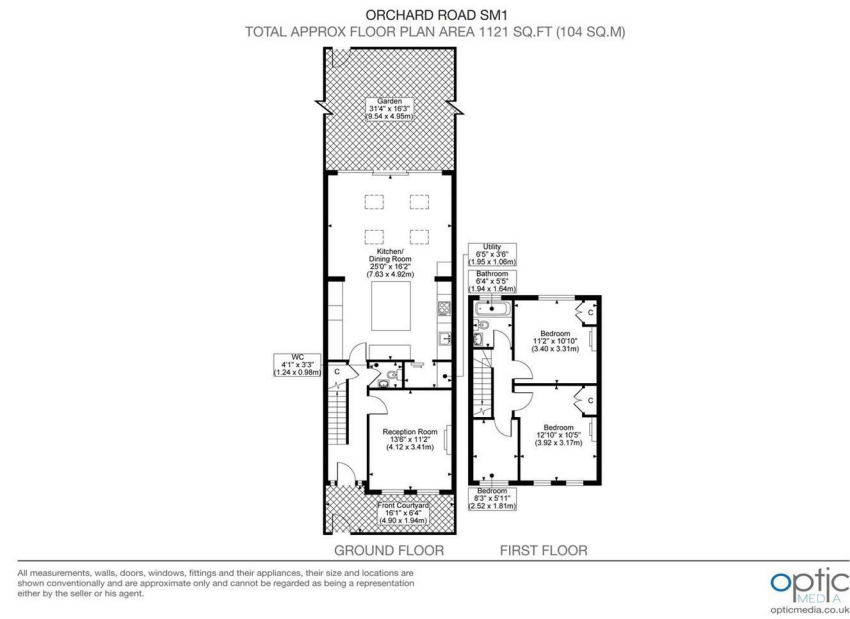 ORCHARD ROAD SM1
TOTAL APPROX FLOOR PLAN AREA 1121 SQ.FT (104 SQ.M)
Garden
31'4" x 16'3"
(9.54 x 4.95m)
Kitchen/
Dining Room
25'0" x 16'2"
(7.63 x 4.92m)
Utility
6'5" x 3'6"
(1.95 x 1.06m)
Bathroom
6'4" x 5'5"
(1.94 x 1.64m)
C
Bedroom
11'2" x 10'10"
(3.40 x 3.31m)
WC
4'1" x 3'3"
(1.24 x 0.98m)
C
C
Reception Room
13'6" x 11'2"
(4.12 x 3.41m)
Bedroom
12'10" x 10'5"
(3.92 x 3.17m)
Bedroom
8'3" x 5'11"
(2.52 x 1.81m)
Front Courtyard
16'1" x 6'4"
(4.90 x 1.94m)
GROUND FLOOR
FIRST FLOOR
All measurements, walls, doors, windows, fittings and their appliances, their size and locations are
shown conventionally and are approximate only and cannot be regarded as being a representation
either by the seller or his agent.
optic
MEDIA
opticmedia.co.uk